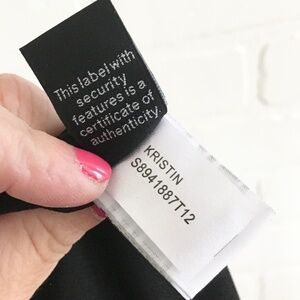 This label with
security
features is a
certificate of
authenticity.
KRISTIN
S8941887T12